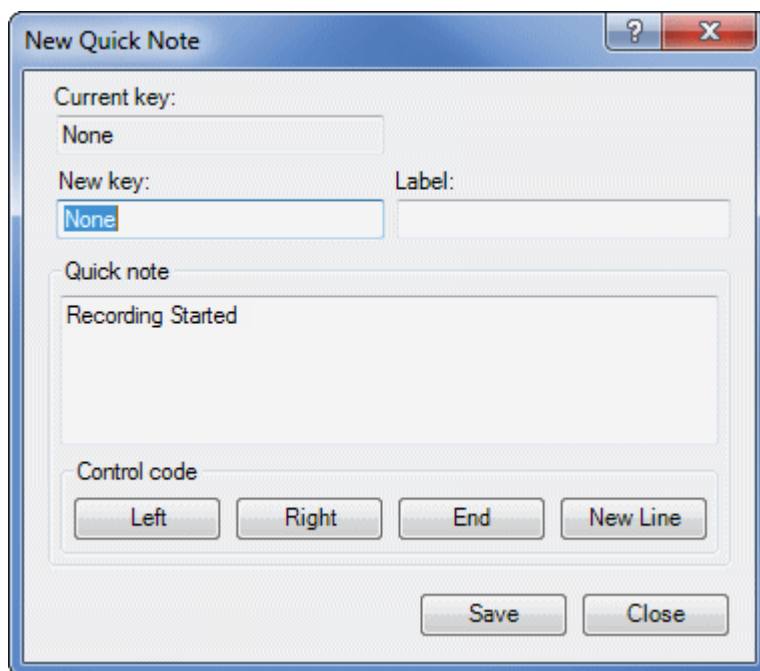 New Quick Note
?
X
Current key:
None
New key: Label:
None
Quick note
Recording Started
Control code
Left Right End New Line
Save Close